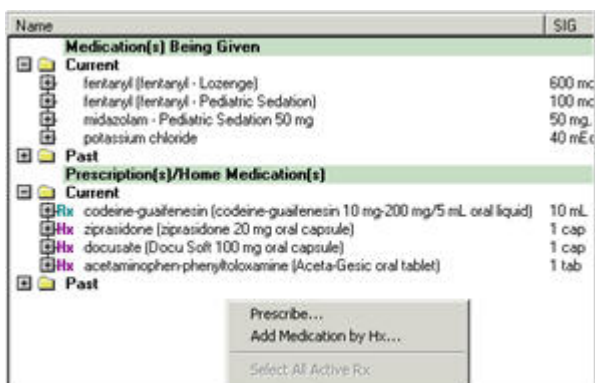 Name SIG
Medication(s) Being Given
Current
fentanyl (fentanyl - Lozenge) 600 mc
fentanyl (fentanyl - Pediatric Sedation) 100 mc
midazolam - Pediatric Sedation 50 mg 50 mg,
potassium chloride 40 mEc
Past
Prescription(s)/Home Medication(s)
Current
Rx codeine-guaifenesin (codeine-guaifenesin 10 mg-200 mg/5 mL oral liquid) 10 mL
Hx ziprasidone (ziprasidone 20 mg oral capsule) 1 cap
Hx docusate (Docu Soft 100 mg oral capsule) 1 cap
Hx acetaminophen-phenyltoloxamine (Aceta-Gesic oral tablet) 1 tab
Past
Prescribe...
Add Medication by Hx...
Select All Active Rx